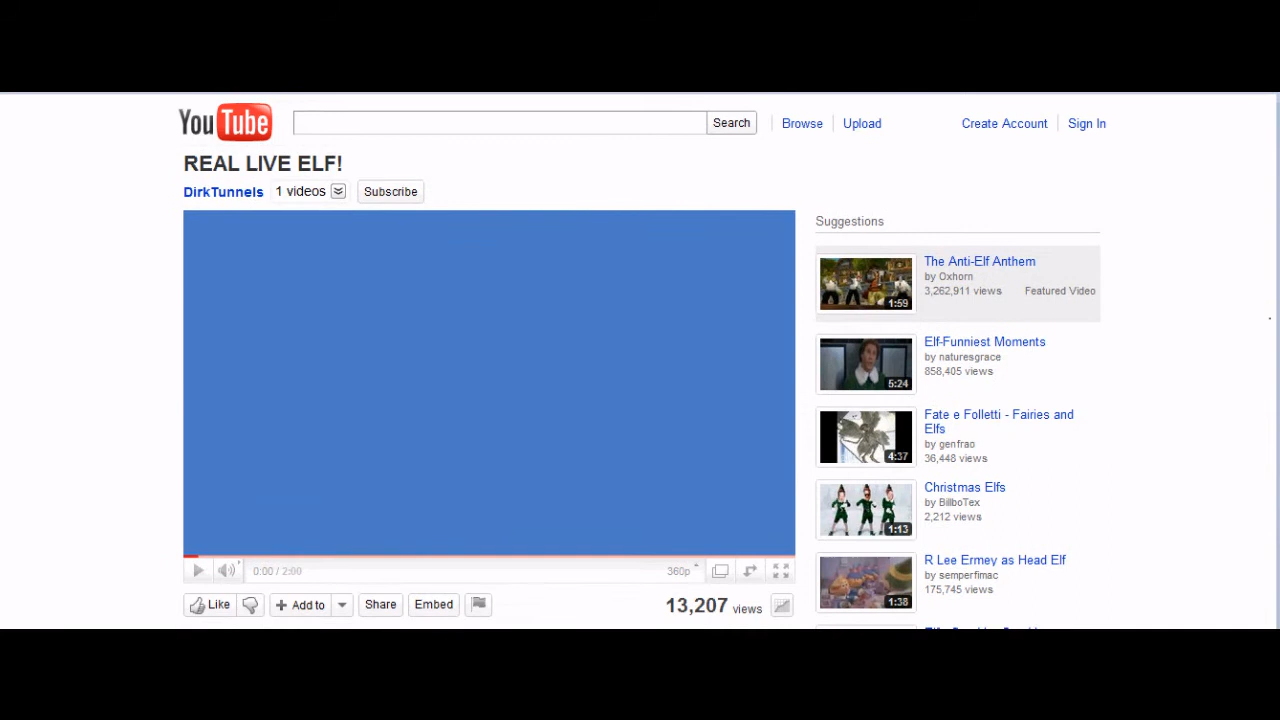 YouTube
Search
Browse
Upload
Create Account
Sign In
REAL LIVE ELF!
DirkTunnels
1 videos
Subscribe
Suggestions
The Anti-Elf Anthem
by Oxhorn
3,262,911 views
Featured Video
1:59
Elf-Funniest Moments
by naturesgrace
858,405 views
5:24
Fate e Folletti - Fairies and
Elfs
by genfrao
36,448 views
4:37
Christmas Elfs
by BillboTex
2,212 views
1:13
R Lee Ermey as Head Elf
by semperfimac
175,745 views
1:38
0:00 / 2:00
360p
Like
Add to
Share
Embed
13,207 views